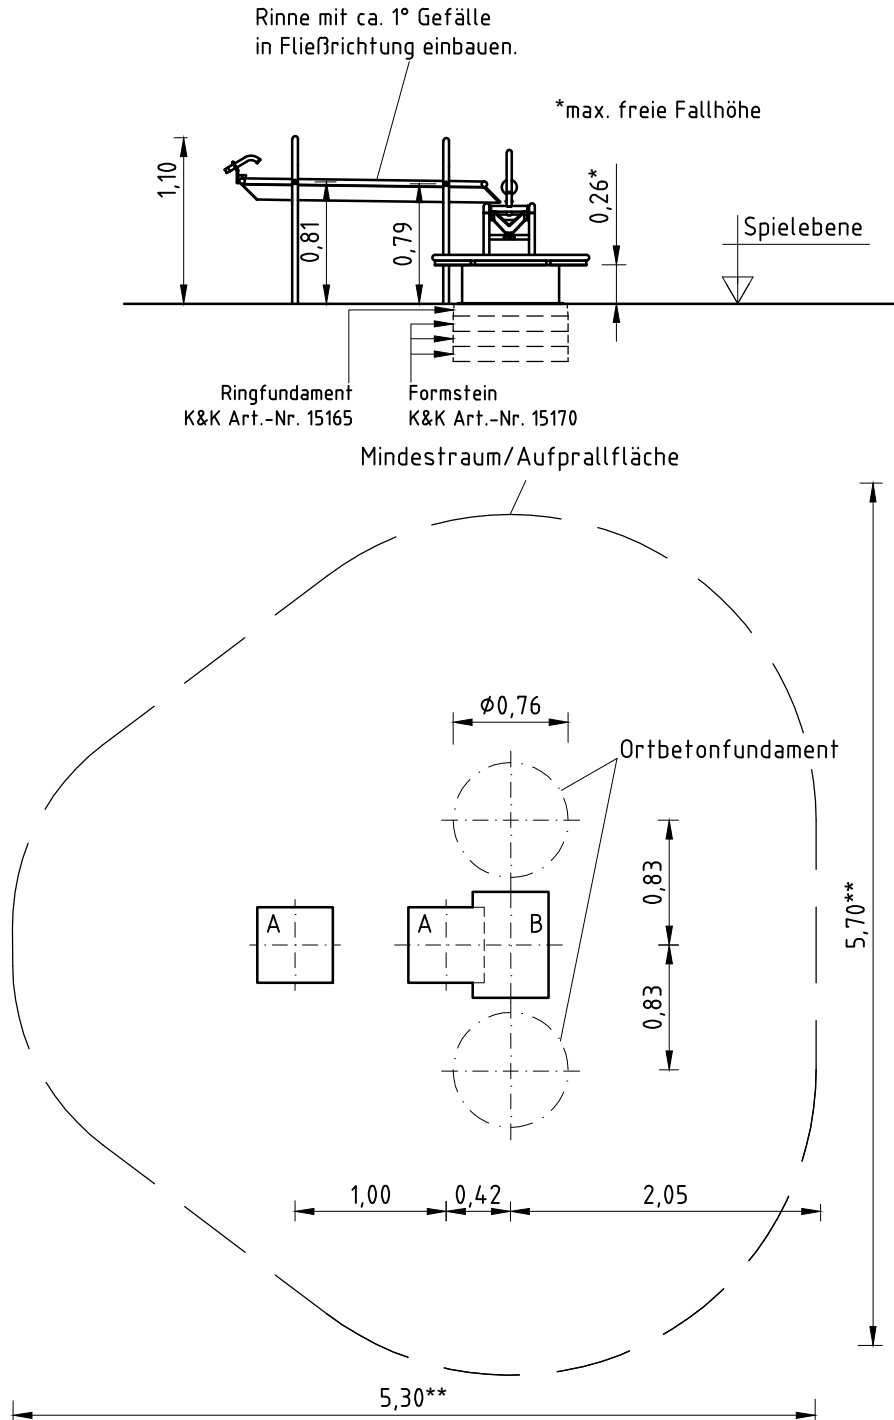 Rinne mit ca. 1° Gefälle
in Fließrichtung einbauen.
*max. freie Fallhöhe
1,10
0,81
0,79
0,26*
Spielebene
Ringfundament
K&K Art.-Nr. 15165
Formstein
K&K Art.-Nr. 15170
Mindestraum/Aufprallfläche
Ø0,76
Ortbetonfundament
0,83
A
A
B
5,70**
0,83
1,00
0,42
2,05
5,30**